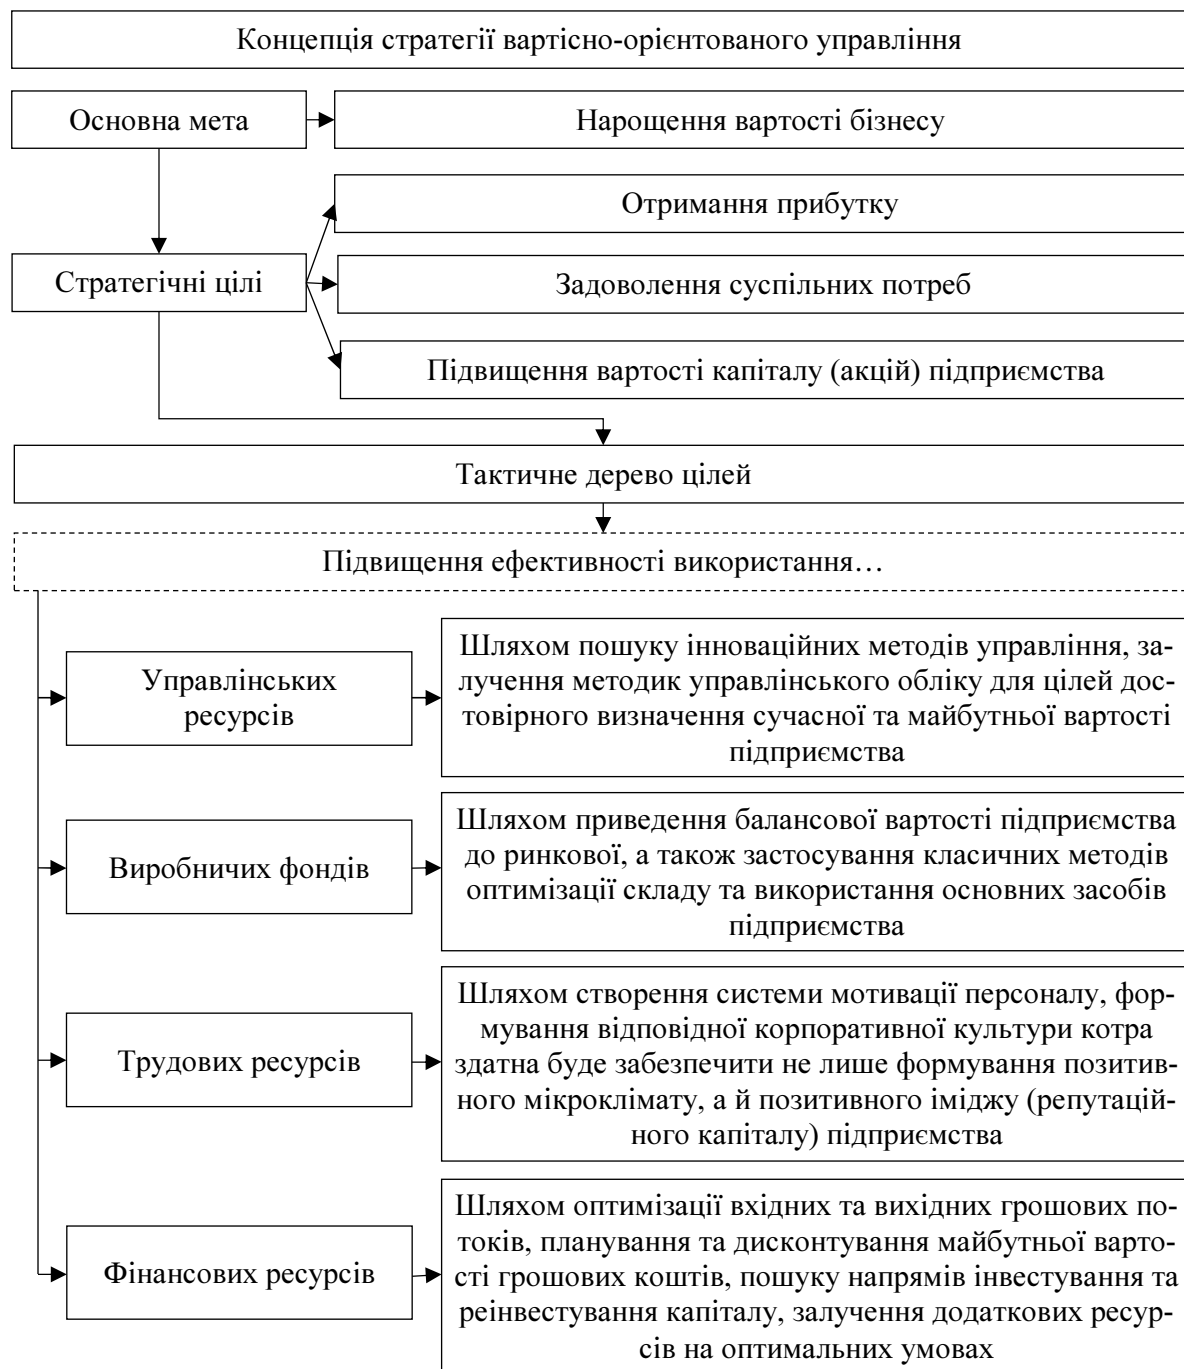 Концепція стратегії вартісно-орієнтованого управління
Основна мета
Нарощення вартості бізнесу
Отримання прибутку
Стратегічні цілі
Задоволення суспільних потреб
Підвищення вартості капіталу (акцій) підприємства
Тактичне дерево цілей
Підвищення ефективності використання…
Управлінських
ресурсів
Шляхом пошуку інноваційних методів управління, за-
лучення методик управлінського обліку для цілей дос-
товірного визначення сучасної та майбутньої вартості
підприємства
Виробничих фондів
Шляхом приведення балансової вартості підприємства
до ринкової, а також застосування класичних методів
оптимізації складу та використання основних засобів
підприємства
Трудових ресурсів
Шляхом створення системи мотивації персоналу, фор-
мування відповідної корпоративної культури котра
здатна буде забезпечити не лише формування позитив-
ного мікроклімату, а й позитивного іміджу (репутацій-
ного капіталу) підприємства
Фінансових ресурсів
Шляхом оптимізації вхідних та вихідних грошових по-
токів, планування та дисконтування майбутньої варто-
сті грошових коштів, пошуку напрямів інвестування та
реінвестування капіталу, залучення додаткових ресур-
сів на оптимальних умовах